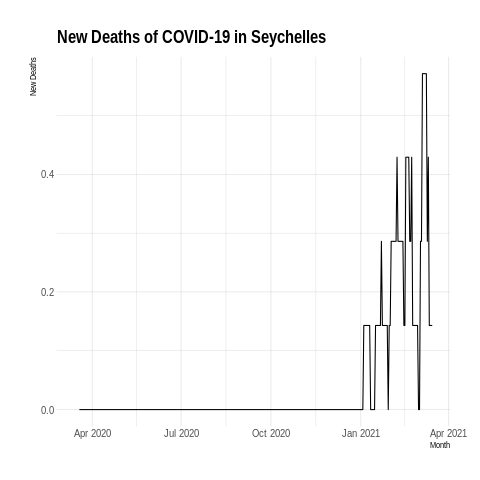 New Deaths of COVID-19 in Seychelles
New Deaths
0.4
0.2
0.0
Apr 2020 Jul 2020 Oct 2020 Jan 2021 Apr 2021
Month